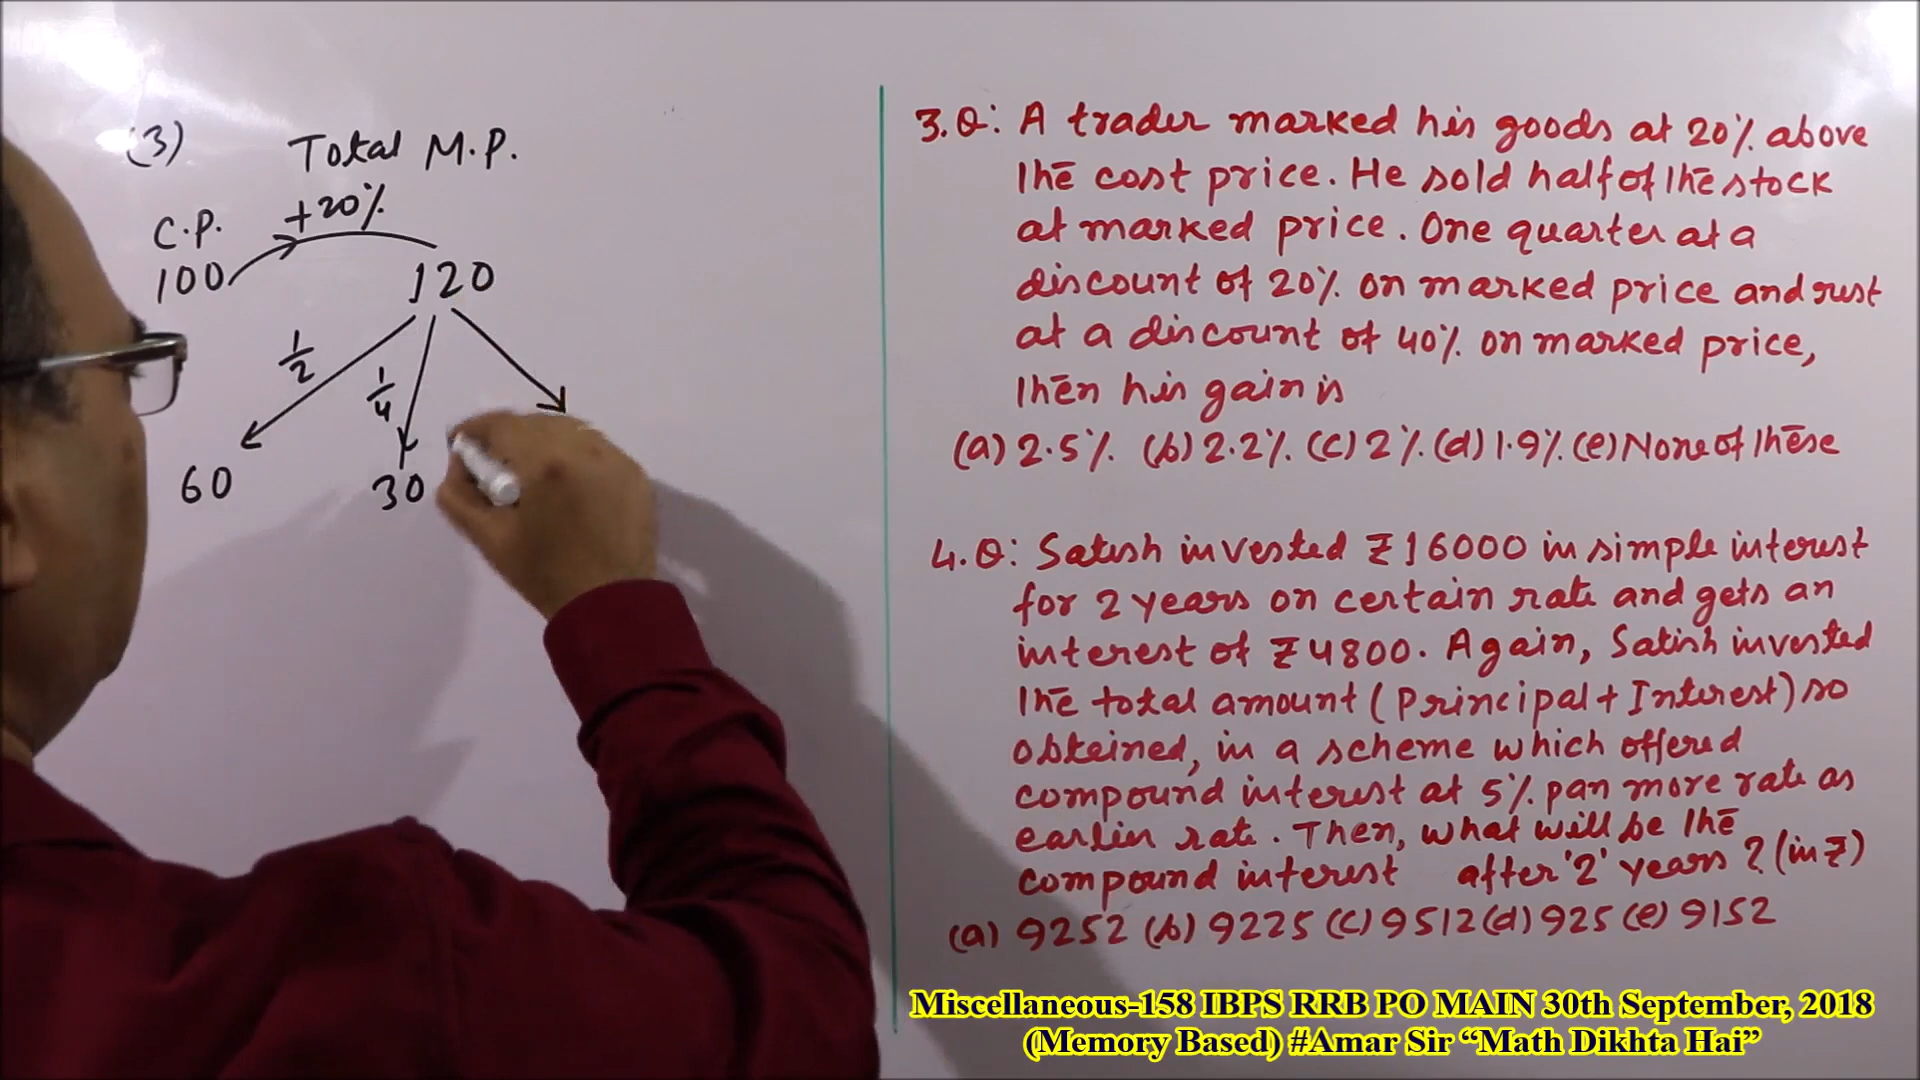 (3) Total M.P.
C.P. +20%
100 120
1/2 1/4
60 30
3.Q: A trader marked his goods at 20% above
the cost price. He sold half of the stock
at marked price. One quarter at a
discount of 20% on marked price and rest
at a discount of 40% on marked price,
then his gain is
(a) 2.5% (b) 2.2% (c) 2% (d) 1.9% (e) None of these
4.Q: Satish invested ₹16000 in simple interest
for 2 years on certain rate and gets an
interest of ₹4800. Again, Satish invested
the total amount (Principal + Interest) so
obteined, in a scheme which offered
compound interest at 5% pan more rate as
earlier rate. Then, what will be the
compound interest after '2' years? (in ₹)
(a) 9252 (b) 9225 (c) 9512 (d) 925 (e) 9152
Miscellaneous-158 IBPS RRB PO MAIN 30th September, 2018
(Memory Based) #Amar Sir “Math Dikhta Hai”